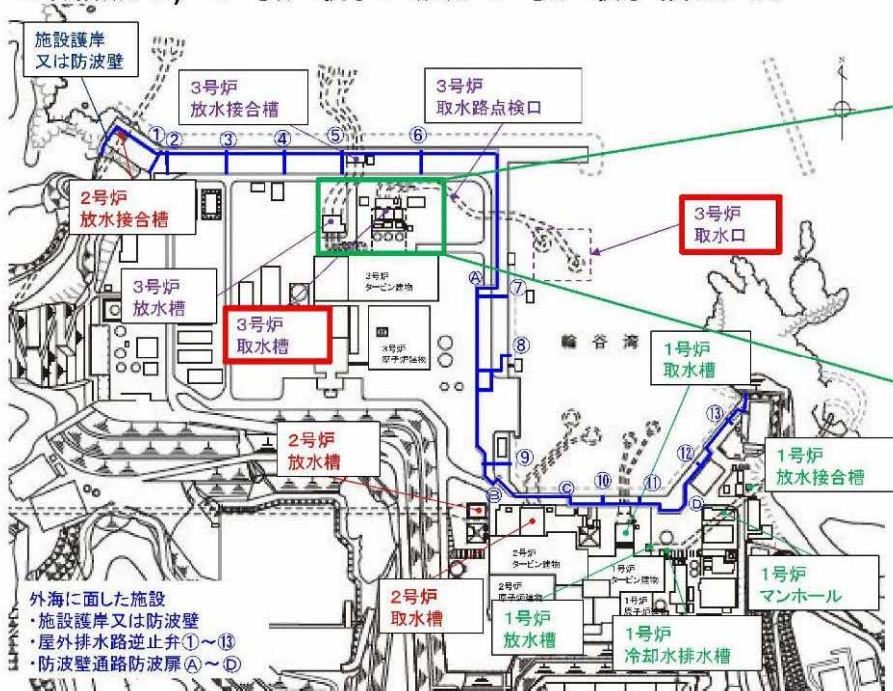 施設護岸
又は防波壁
3号炉
放水接合槽
3号炉
取水路点検口
①
②
③
④
⑤
⑥
2号炉
放水接合槽
3号炉
取水口
3号炉
放水槽
3号炉
タービン建物
Ⓐ
⑦
3号炉
取水槽
3号炉
原子炉建物
⑧
輪谷湾
1号炉
取水槽
2号炉
放水槽
⑬
⑫
⑨
Ⓑ
Ⓒ
⑩
⑪
Ⓓ
1号炉
放水接合槽
2号炉
タービン建物
1号炉
タービン建物
2号炉
原子炉建物
1号炉
原子炉建物
2号炉
取水槽
1号炉
放水槽
1号炉
冷却水排水槽
1号炉
マンホール
外海に面した施設
・施設護岸又は防波壁
・屋外排水路逆止弁①～⑬
・防波壁通路防波扉Ⓐ～Ⓓ